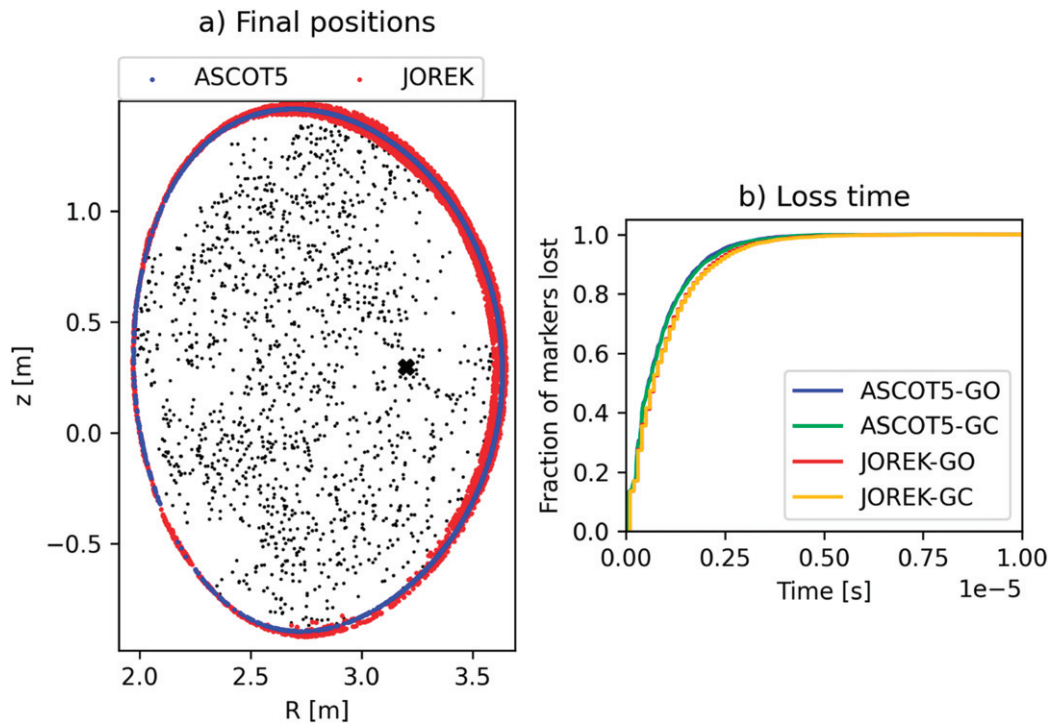 a) Final positions
ASCOT5 JOREK
1.0
0.5
0.0
−0.5
z [m]
2.0 2.5 3.0 3.5
R [m]
b) Loss time
1.0
0.8
0.6
0.4
0.2
0.0
Fraction of markers lost
ASCOT5-GO
ASCOT5-GC
JOREK-GO
JOREK-GC
0.00 0.25 0.50 0.75 1.00
Time [s] 1e−5